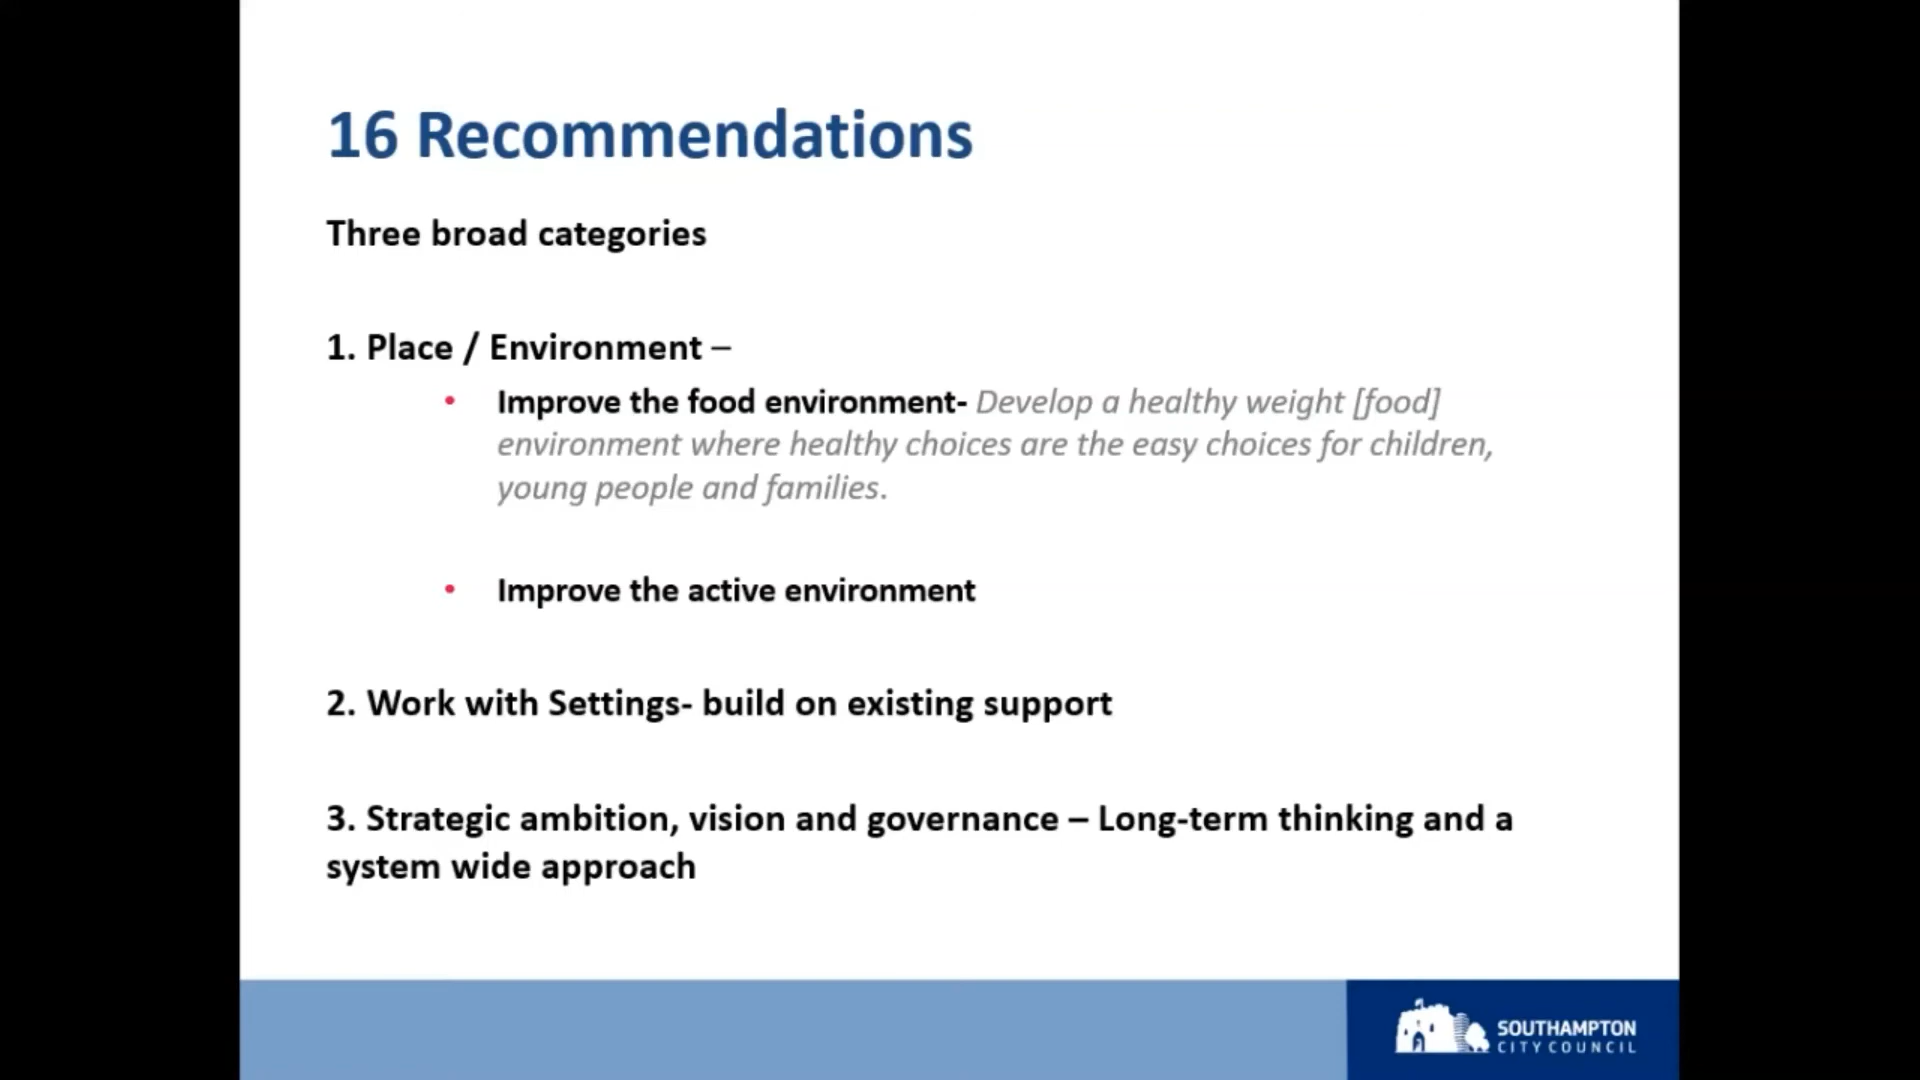 16 Recommendations
Three broad categories
1. Place / Environment –
• Improve the food environment- Develop a healthy weight [food]
environment where healthy choices are the easy choices for children,
young people and families.
• Improve the active environment
2. Work with Settings- build on existing support
3. Strategic ambition, vision and governance – Long-term thinking and a
system wide approach
SOUTHAMPTON
CITY COUNCIL